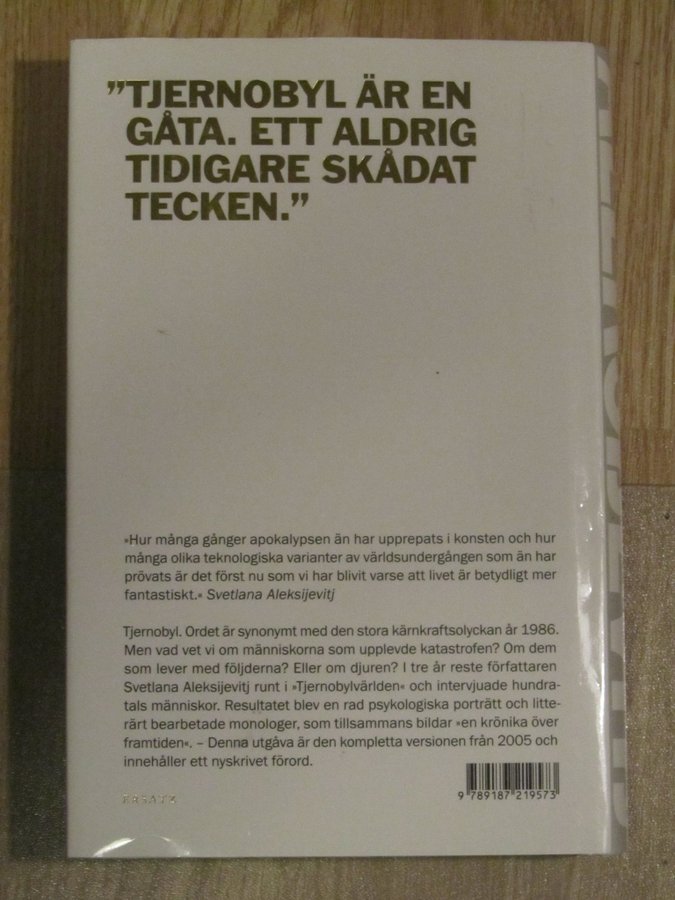 ”TJERNOBYL ÄR EN
GÅTA. ETT ALDRIG
TIDIGARE SKÅDAT
TECKEN.”
»Hur många gånger apokalypsen än har upprepats i konsten och hur
många olika teknologiska varianter av världsundergången som än har
prövats är det först nu som vi har blivit varse att livet är betydligt mer
fantastiskt.« Svetlana Aleksijevitj
Tjernobyl. Ordet är synonymt med den stora kärnkraftsolyckan år 1986.
Men vad vet vi om människorna som upplevde katastrofen? Om dem
som lever med följderna? Eller om djuren? I tre år reste författaren
Svetlana Aleksijevitj runt i »Tjernobylvärlden« och intervjuade hundra-
tals människor. Resultatet blev en rad psykologiska porträtt och litte-
rärt bearbetade monologer, som tillsammans bildar »en krönika över
framtiden«. – Denna utgåva är den kompletta versionen från 2005 och
innehåller ett nyskrivet förord.
ERSATZ
9 789187 219573